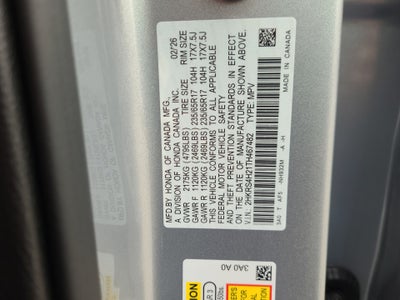 MFD.BY HONDA OF CANADA MFG., 02/26
A DIVISION OF HONDA CANADA INC.
TIRE SIZE RIM SIZE
GVWR 2175KG (4795LBS)
GAWR F 1120KG (2469LBS) 235/65R17 104H 17X7.5J
GAWR R 1120KG (2469LBS) 235/65R17 104H 17X7.5J
THIS VEHICLE CONFORMS TO ALL APPLICABLE
FEDERAL MOTOR VEHICLE SAFETY
AND THEFT PREVENTION STANDARDS IN EFFECT
ON THE DATE OF MANUFACTURE SHOWN ABOVE.
V.I.N. TYPE: MPV
3A0 T AF5 -NH932M -A -H
MADE IN CANADA
3A0 A0